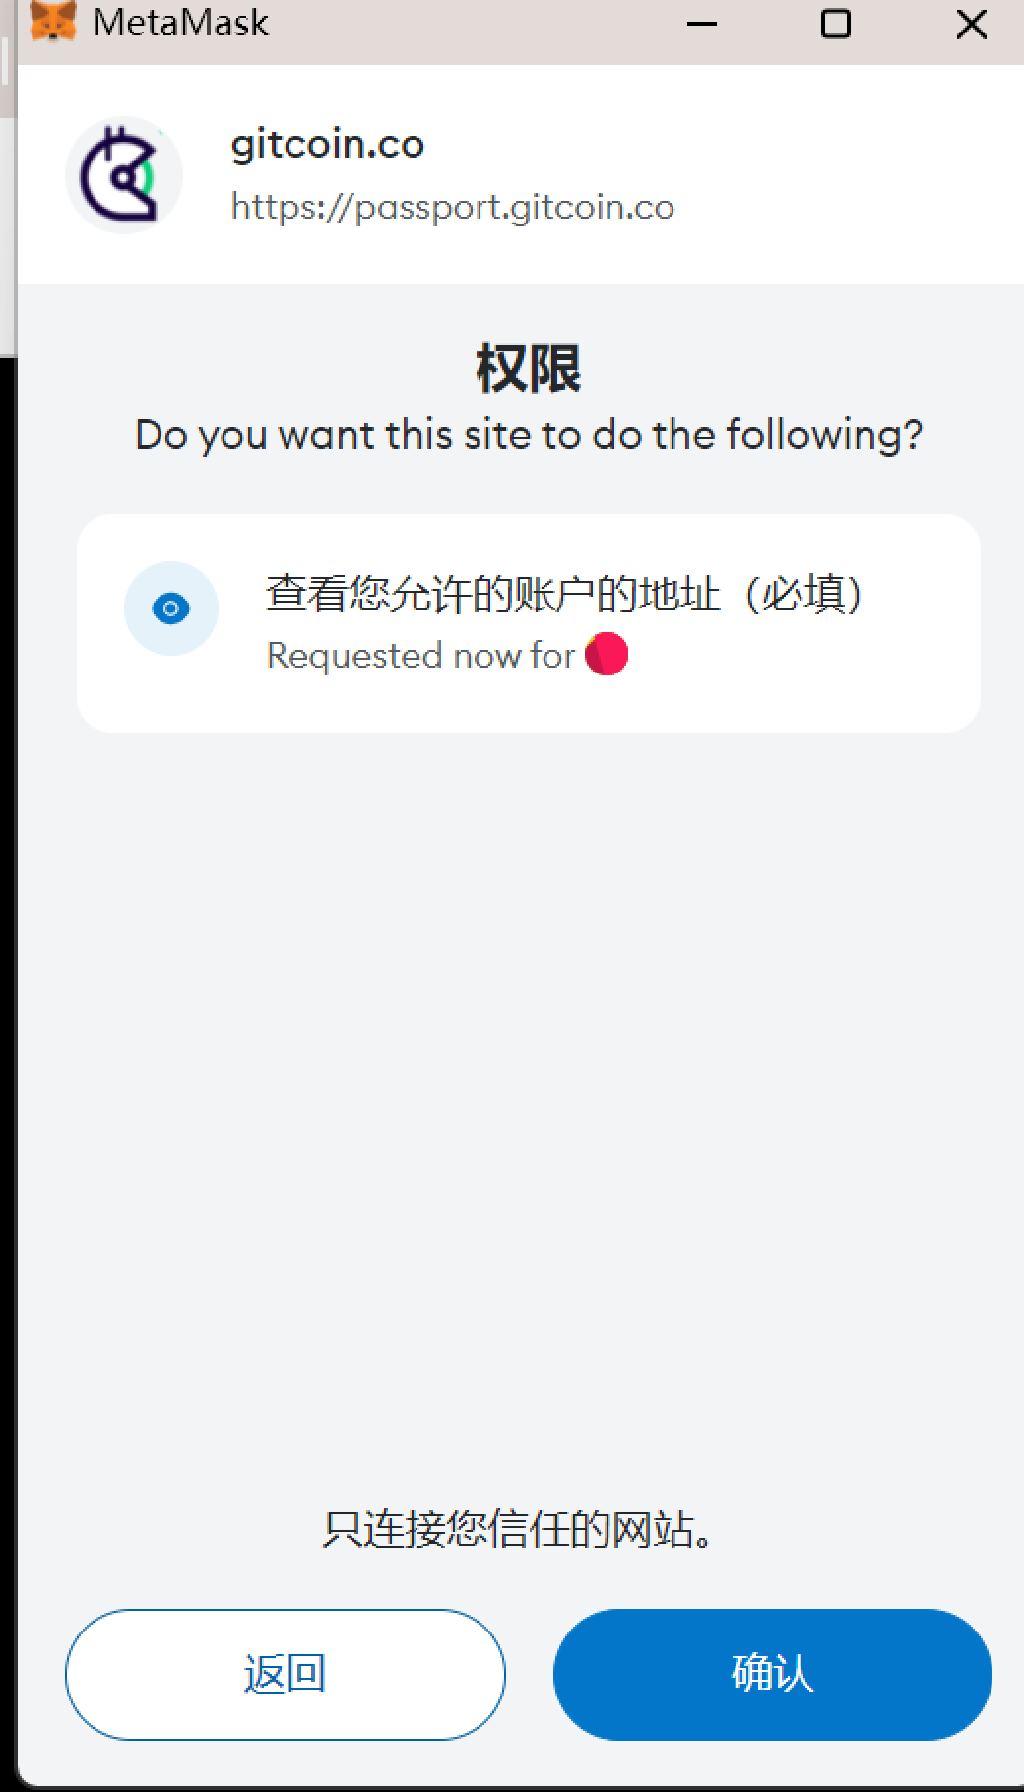 MetaMask
gitcoin.co
https://passport.gitcoin.co
权限
Do you want this site to do the following?
查看您允许的账户的地址（必填）
Requested now for
只连接您信任的网站。
返回
确认